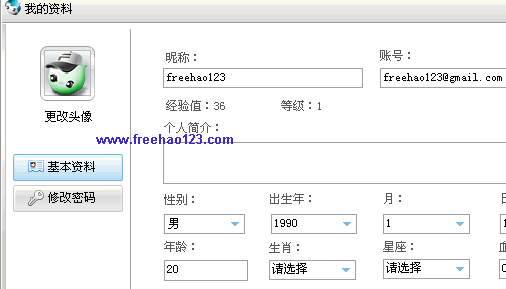 我的资料
更改头像
基本资料
修改密码
昵称：
账号：
freehao123
freehao123@gmail.com
经验值：36
等级：1
个人简介：
www.freehao123.com
性别：
出生年：
月：
男
1990
1
年龄：
生肖：
星座：
20
请选择
请选择